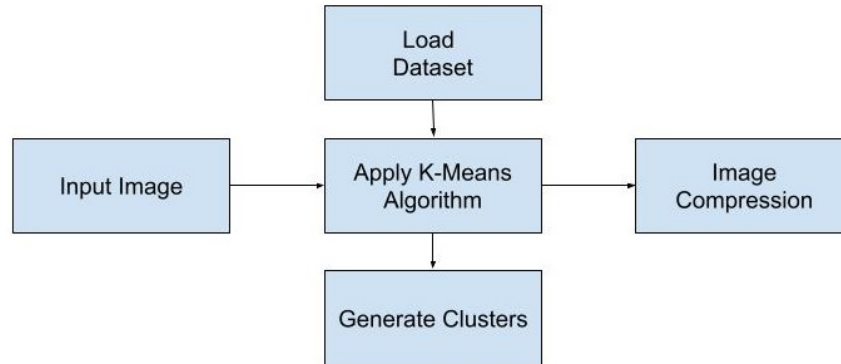 Load
Dataset
Input Image
Apply K-Means
Algorithm
Image
Compression
Generate Clusters